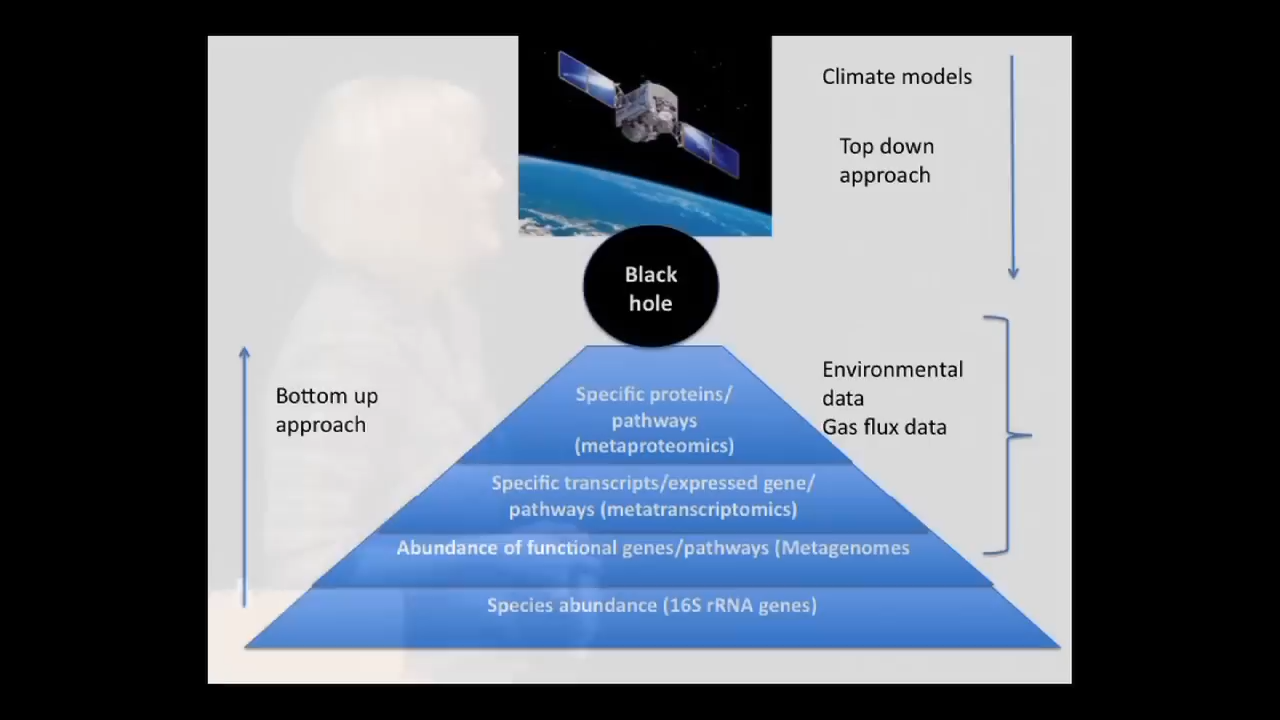 Climate models
Top down
approach
Black
hole
Bottom up
approach
Environmental
data
Gas flux data
Specific proteins/
pathways
(metaproteomics)
Specific transcripts/expressed gene/
pathways (metatranscriptomics)
Abundance of functional genes/pathways (Metagenomes
Species abundance (16S rRNA genes)